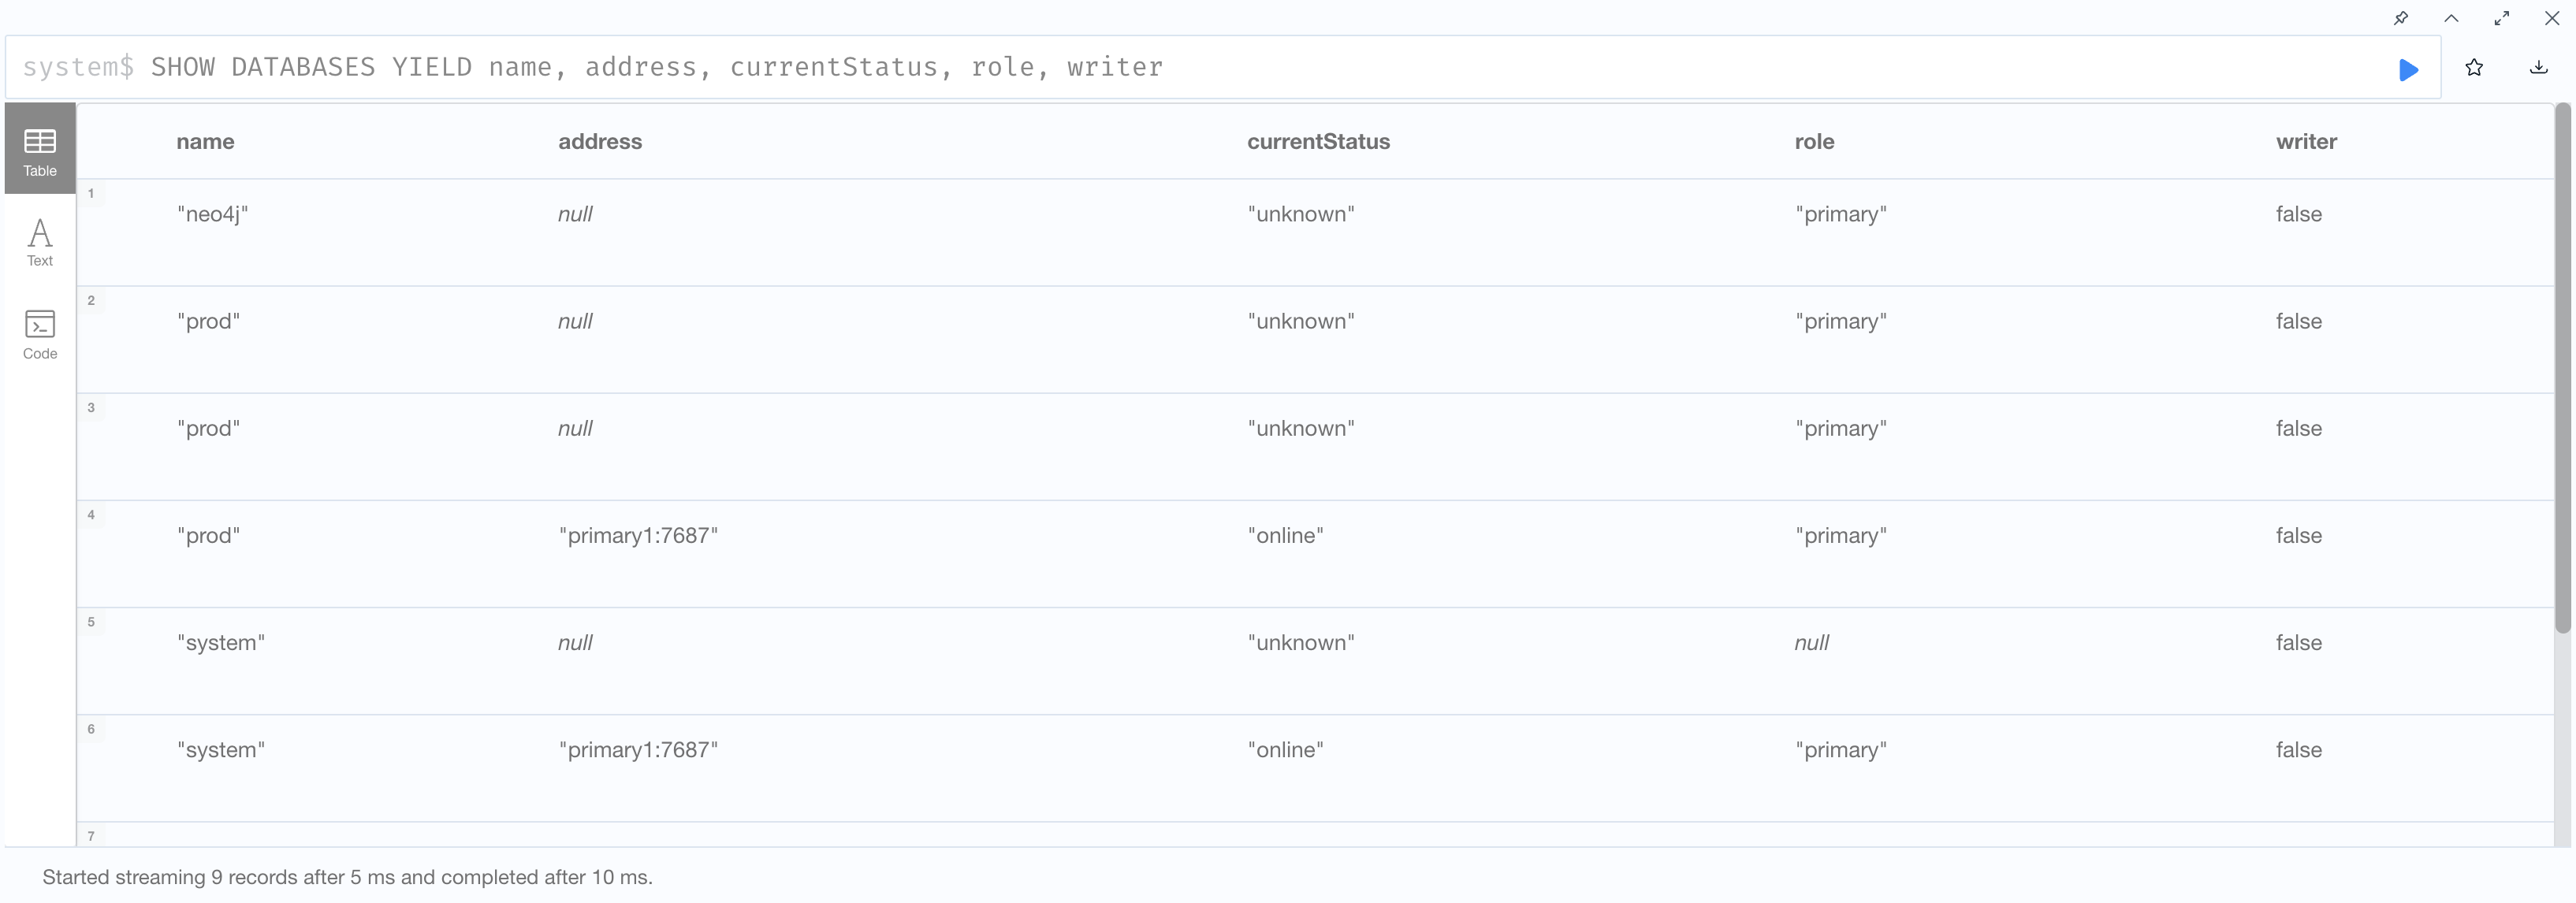 system$ SHOW DATABASES YIELD name, address, currentStatus, role, writer
name address currentStatus role writer
1
"neo4j" null "unknown" "primary" false
2
"prod" null "unknown" "primary" false
3
"prod" null "unknown" "primary" false
4
"prod" "primary1:7687" "online" "primary" false
5
"system" null "unknown" null false
6
"system" "primary1:7687" "online" "primary" false
7
Table
Text
Code
Started streaming 9 records after 5 ms and completed after 10 ms.